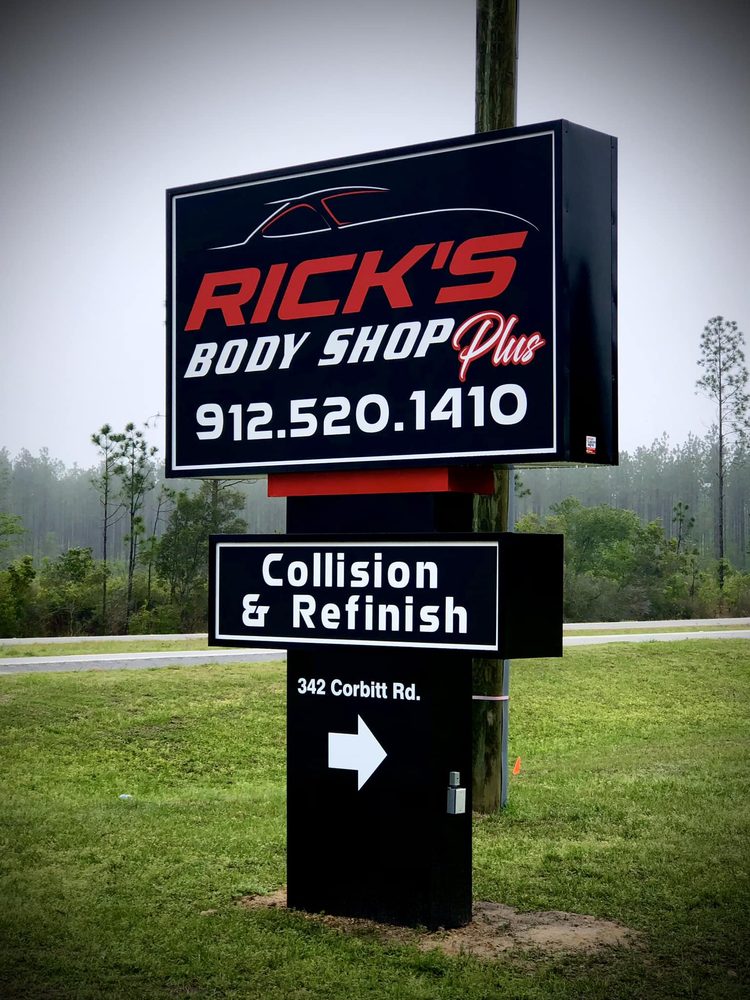 RICK'S
BODY SHOP Plus
912.520.1410
Collision
& Refinish
342 Corbitt Rd.